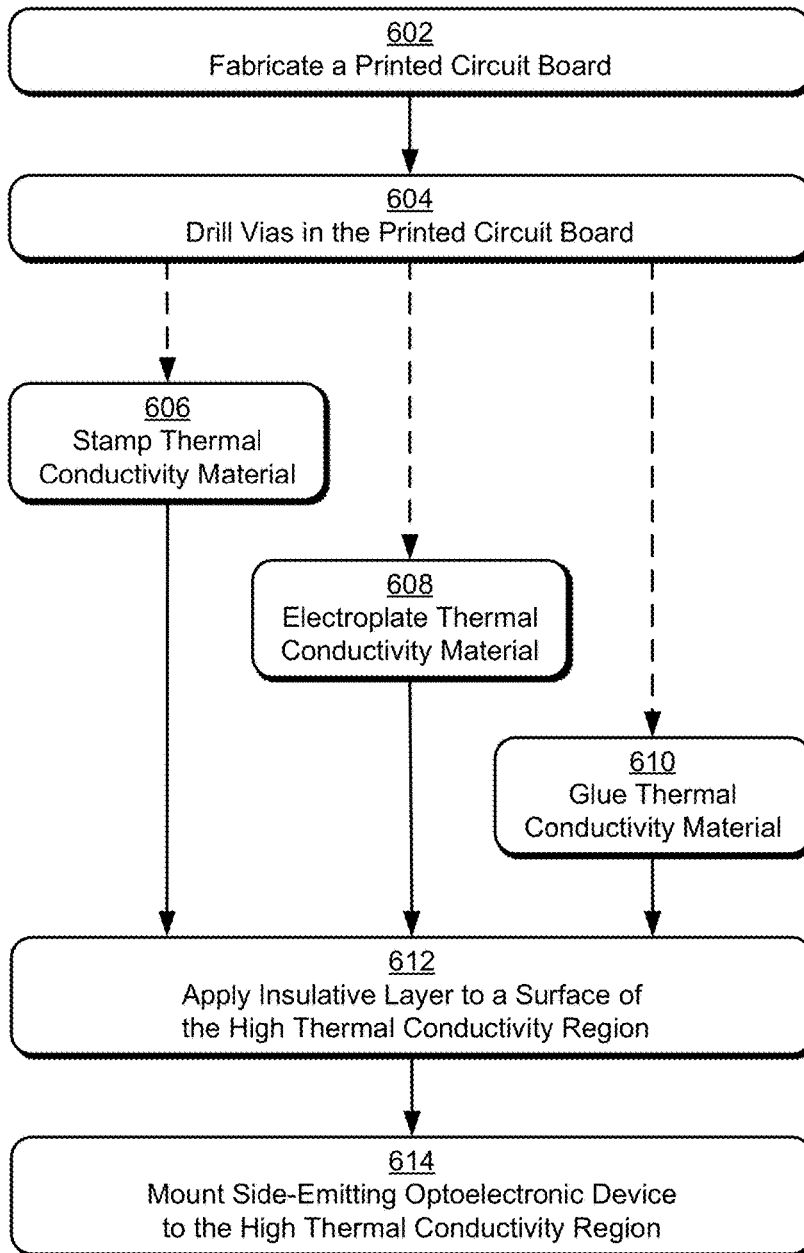 602
Fabricate a Printed Circuit Board
604
Drill Vias in the Printed Circuit Board
606
Stamp Thermal
Conductivity Material
608
Electroplate Thermal
Conductivity Material
610
Glue Thermal
Conductivity Material
612
Apply Insulative Layer to a Surface of
the High Thermal Conductivity Region
614
Mount Side-Emitting Optoelectronic Device
to the High Thermal Conductivity Region